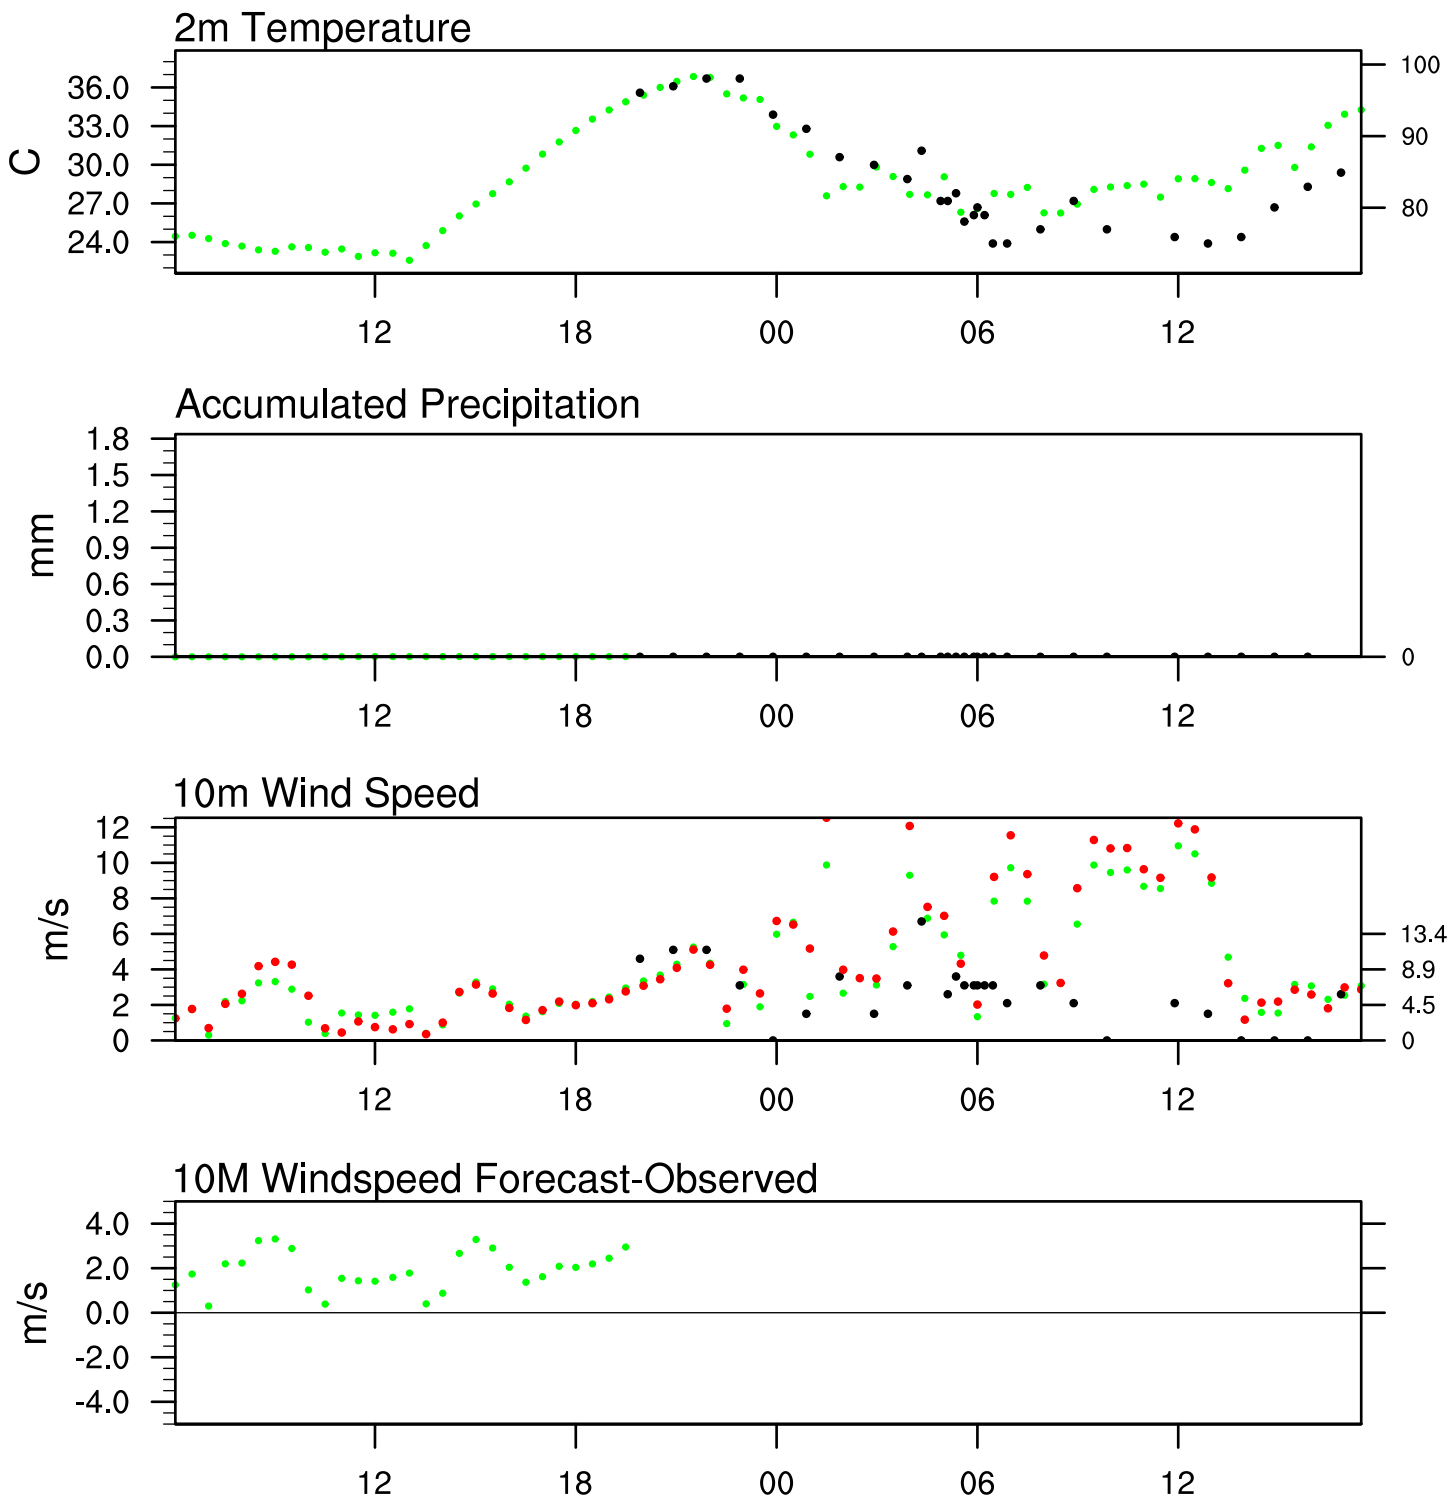 2m Temperature
36.0
33.0
30.0
27.0
24.0
C
100
90
80
12 18 00 06 12
Accumulated Precipitation
1.8
1.5
1.2
0.9
0.6
0.3
0.0
mm
0
12 18 00 06 12
10m Wind Speed
12
10
8
6
4
2
0
m/s
13.4
8.9
4.5
0
12 18 00 06 12
10M Windspeed Forecast-Observed
4.0
2.0
0.0
-2.0
-4.0
m/s
12 18 00 06 12